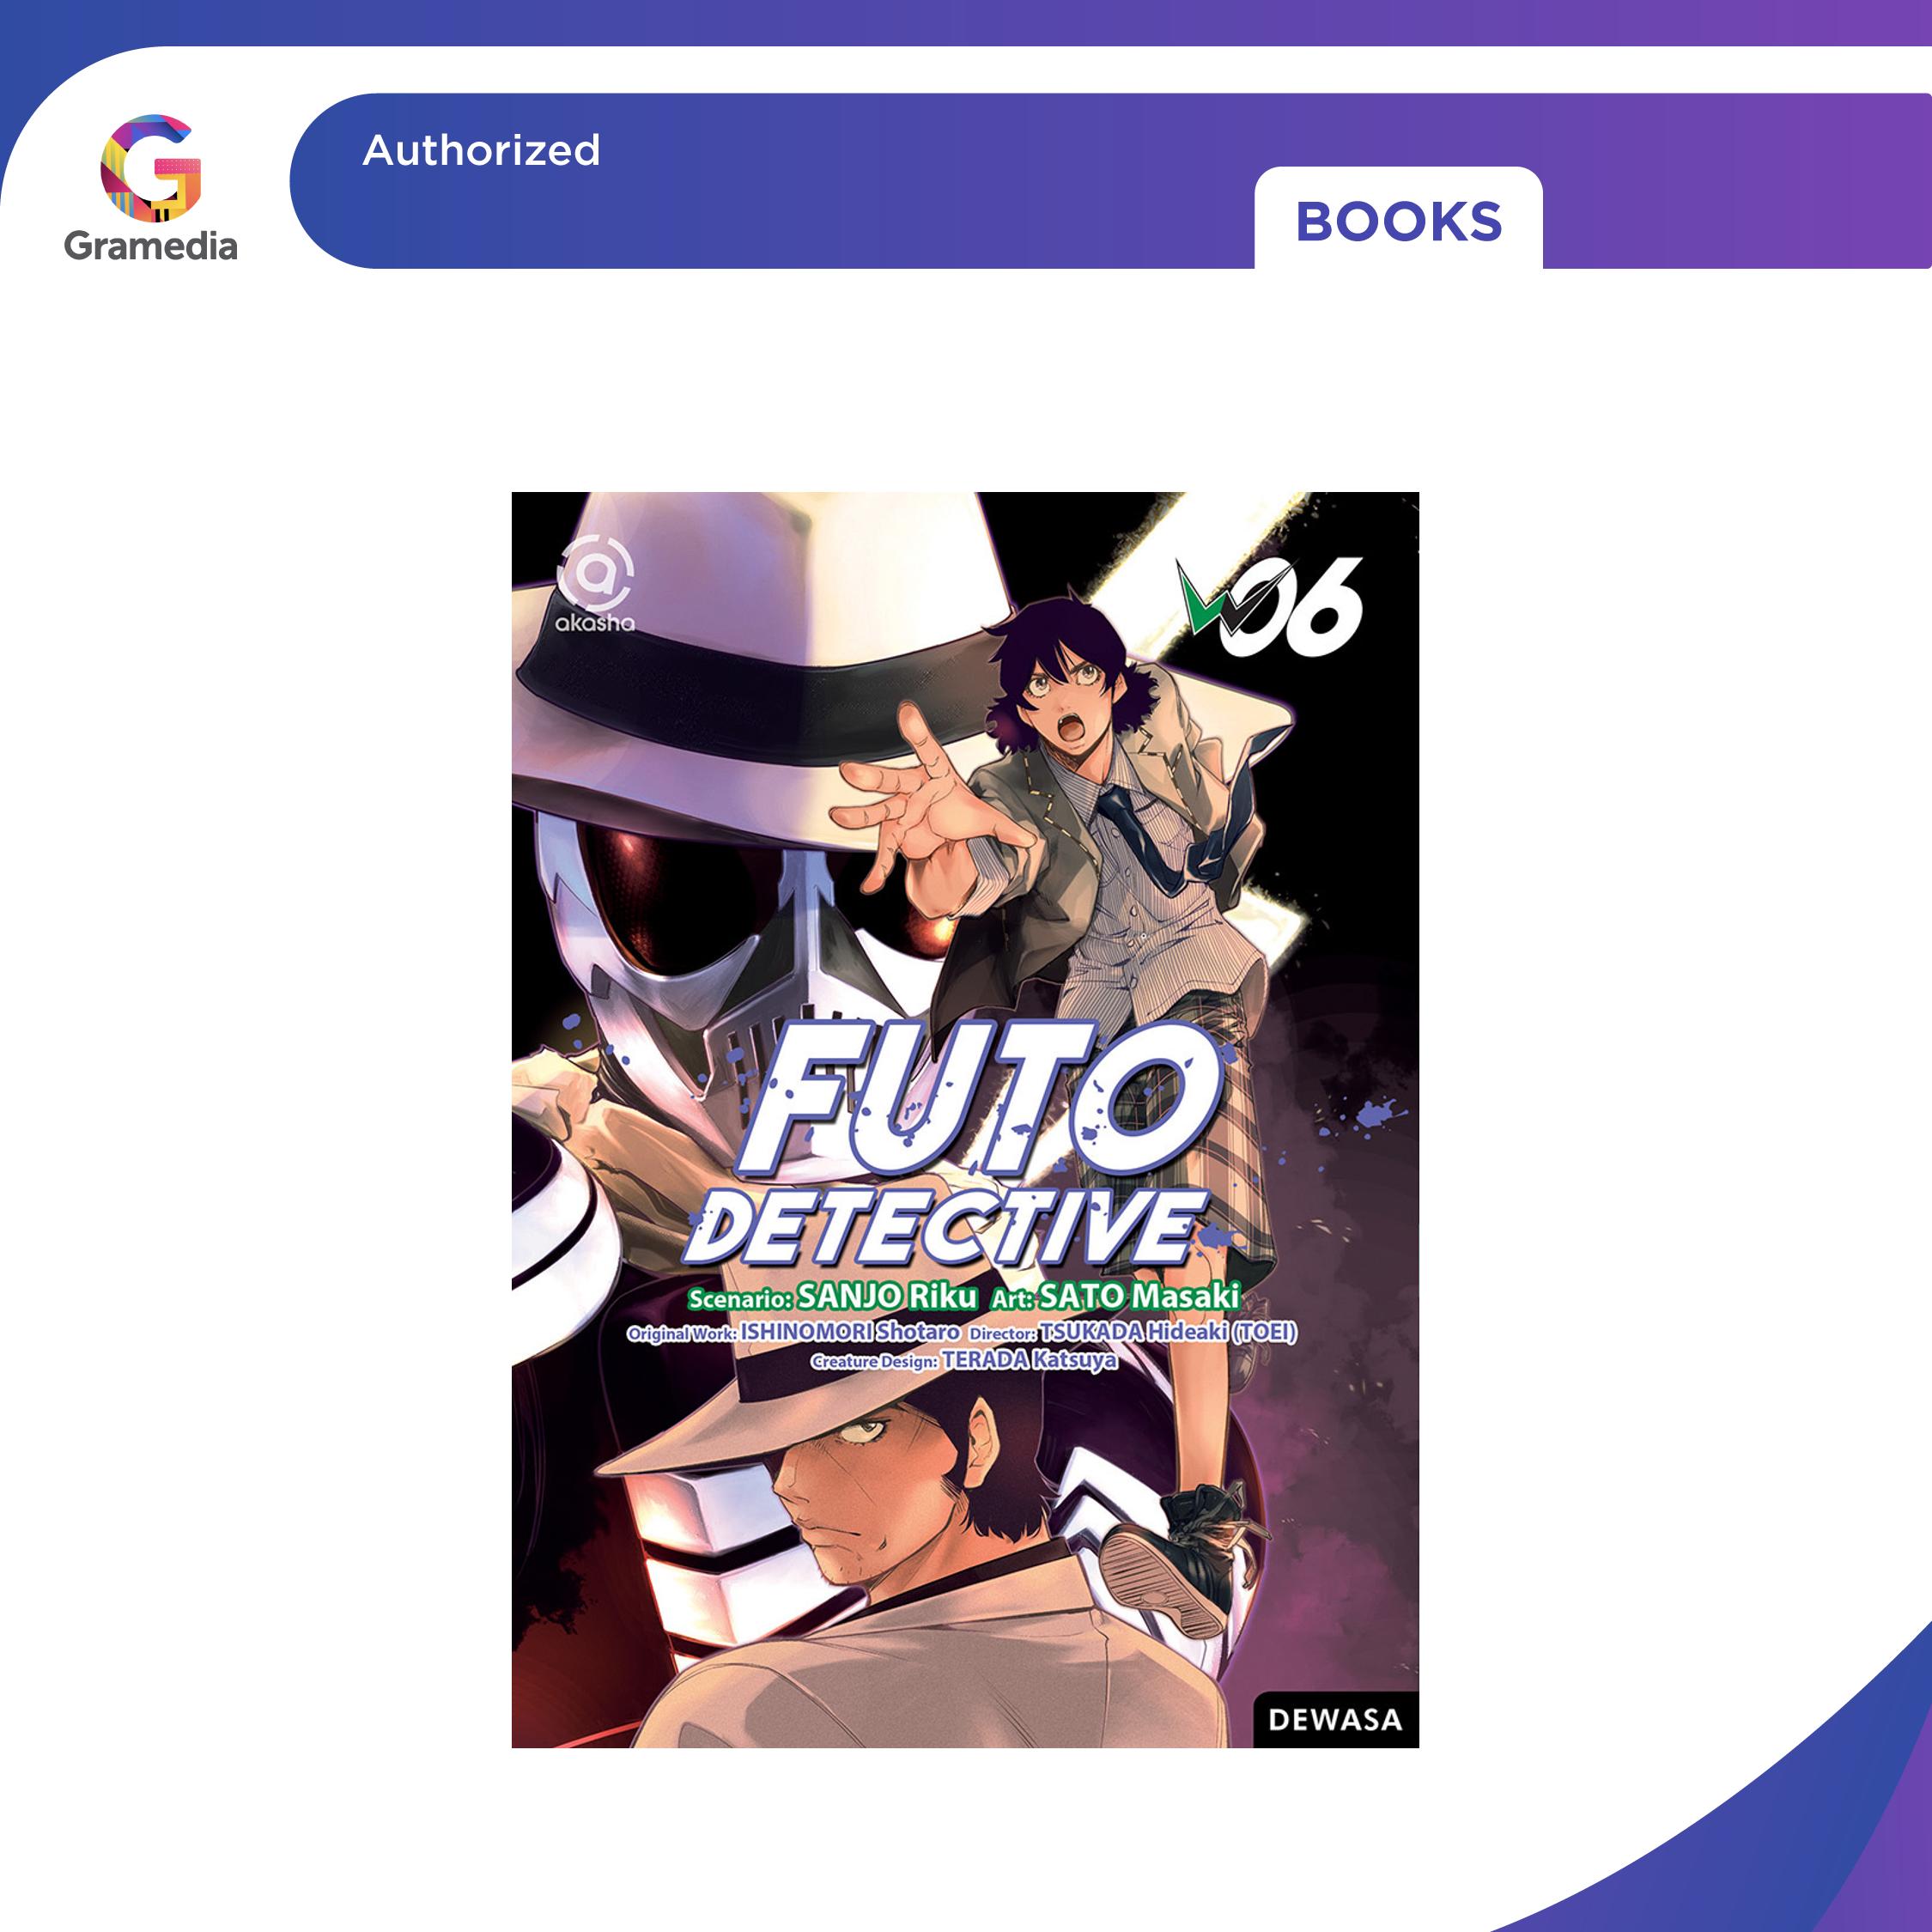 Gramedia
Authorized
BOOKS
akasha
W06
FUTO
DETECTIVE
Scenario: SANJO Riku Art: SATO Masaki
Original Work: ISHINOMORI Shotaro Director: TSUKADA Hideaki (TOEI)
Creature Design: TERADA Katsuya
DEWASA